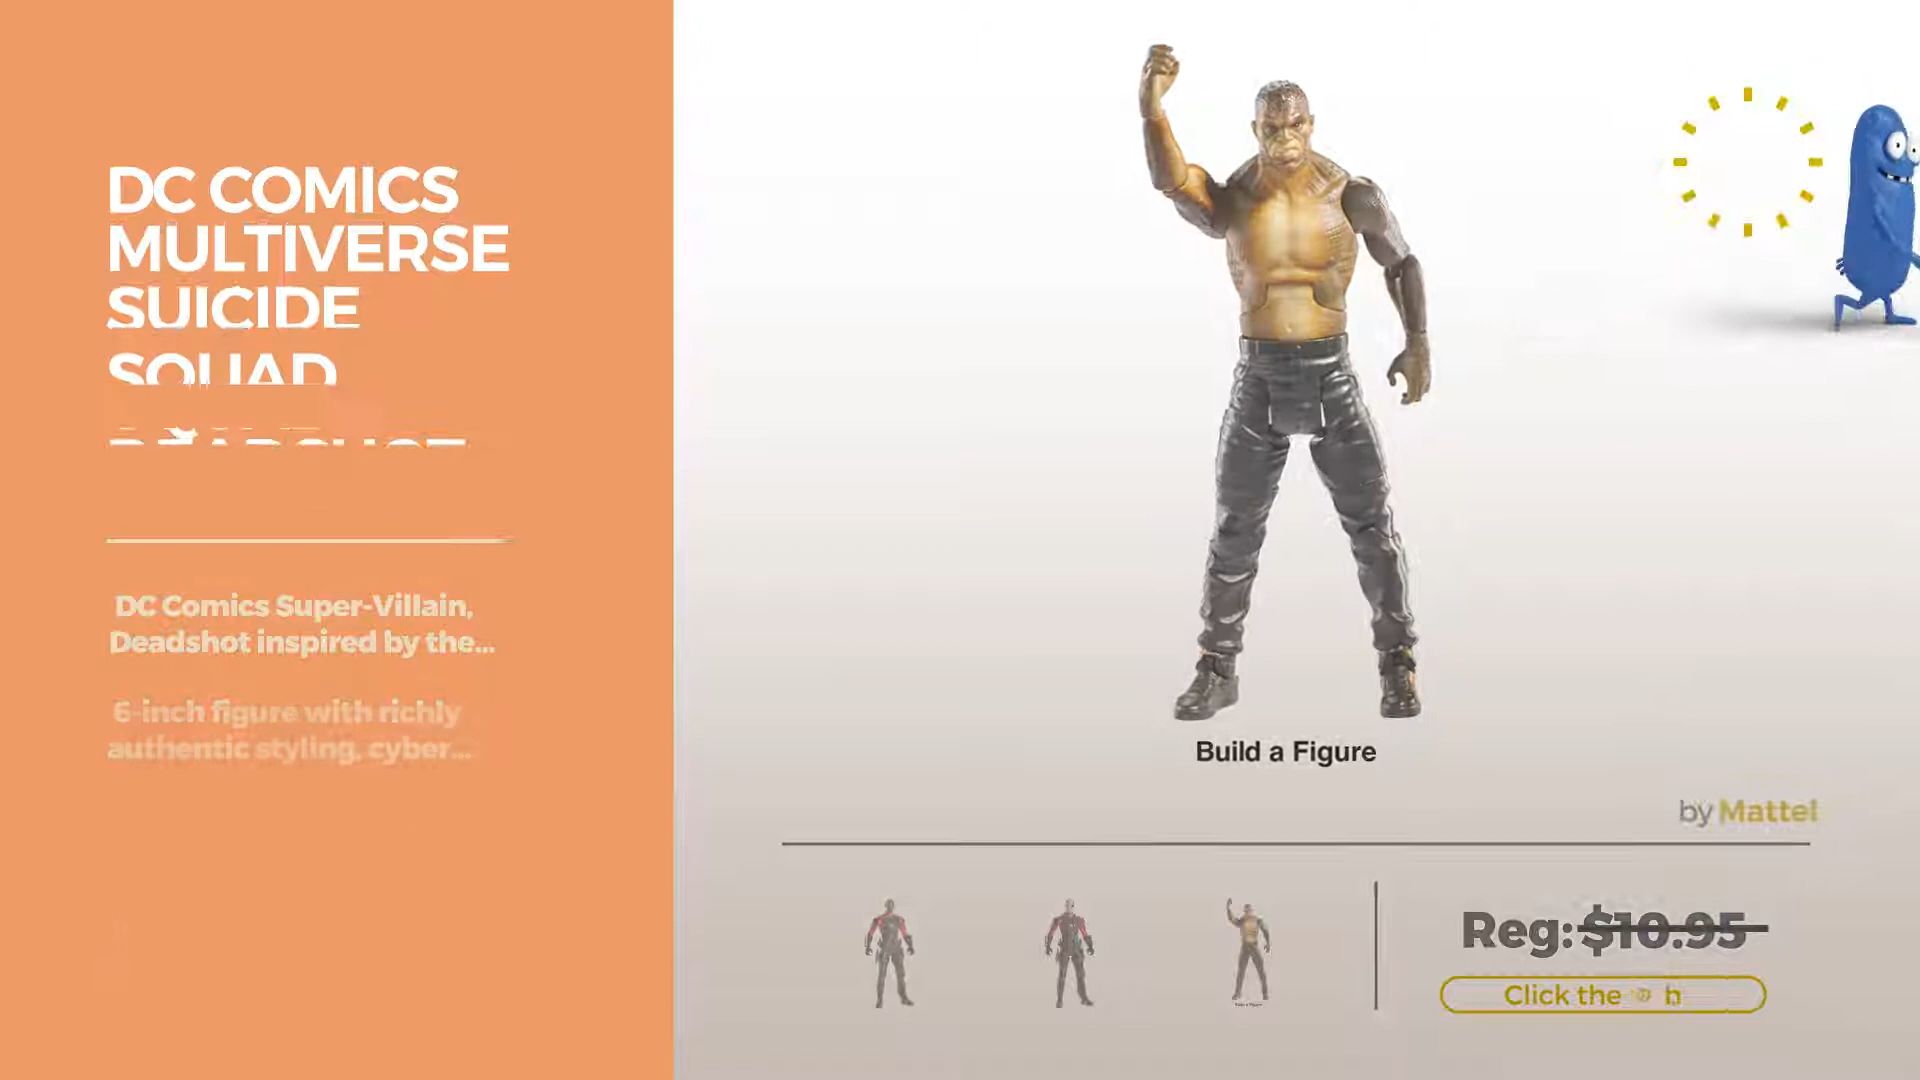 DC COMICS
MULTIVERSE
SUICIDE
SQUAD
DC Comics Super-Villain,
Deadshot inspired by the...
6-inch figure with richly
authentic styling, cyber...
Build a Figure
by Mattel
Reg: $10.95
Click the